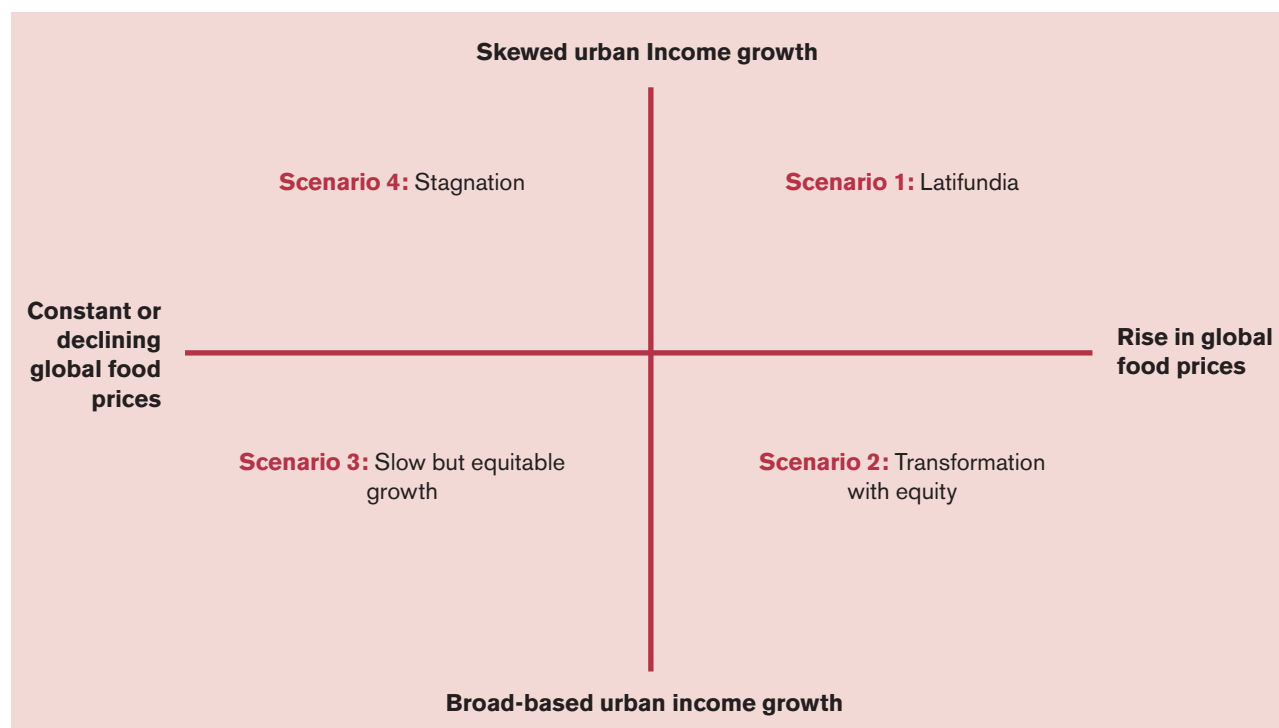 Skewed urban Income growth
Scenario 4: Stagnation
Scenario 1: Latifundia
Constant or
declining
global food
prices
Rise in global
food prices
Scenario 3: Slow but equitable
growth
Scenario 2: Transformation
with equity
Broad-based urban income growth